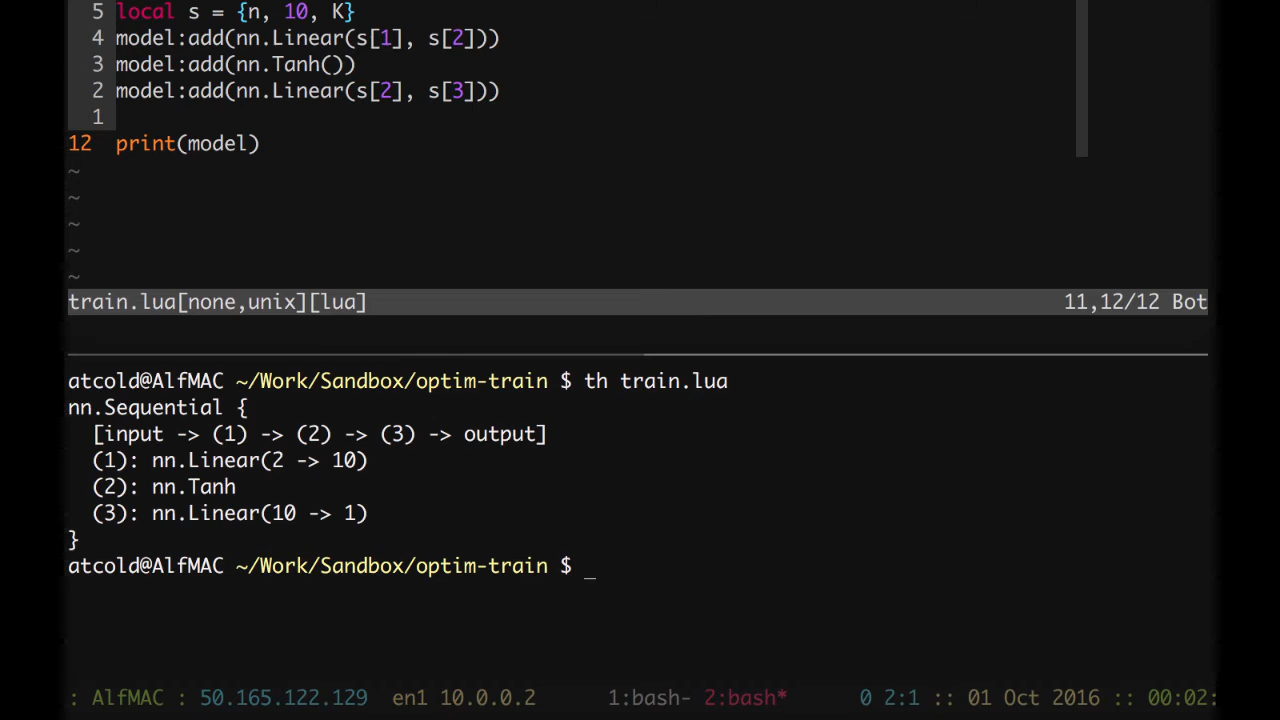 5 local s = {n, 10, K}
4 model:add(nn.Linear(s[1], s[2]))
3 model:add(nn.Tanh())
2 model:add(nn.Linear(s[2], s[3]))
1
12 print(model)
~
~
~
~
~
train.lua[none,unix][lua] 11,12/12 Bot
atcold@AlfMAC ~/Work/Sandbox/optim-train $ th train.lua
nn.Sequential {
[input -> (1) -> (2) -> (3) -> output]
(1): nn.Linear(2 -> 10)
(2): nn.Tanh
(3): nn.Linear(10 -> 1)
}
atcold@AlfMAC ~/Work/Sandbox/optim-train $ _
: AlfMAC : 50.165.122.129 en1 10.0.0.2 1:bash- 2:bash* 0 2:1 :: 01 Oct 2016 :: 00:02: